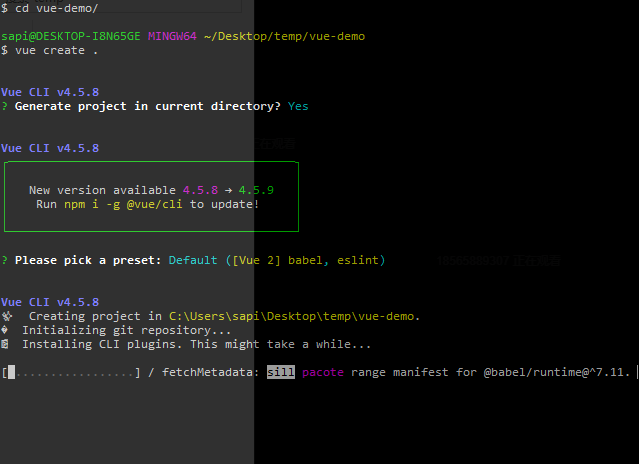 $ cd vue-demo/
sapi@DESKTOP-I8N65GE MINGW64 ~/Desktop/temp/vue-demo
$ vue create .
Vue CLI v4.5.8
? Generate project in current directory? Yes
Vue CLI v4.5.8
New version available 4.5.8 → 4.5.9
Run npm i -g @vue/cli to update!
? Please pick a preset: Default ([Vue 2] babel, eslint)
Vue CLI v4.5.8
✨ Creating project in C:\Users\sapi\Desktop\temp\vue-demo.
� Initializing git repository...
Installing CLI plugins. This might take a while...
[ .................] / fetchMetadata: sill pacote range manifest for @babel/runtime@^7.11.